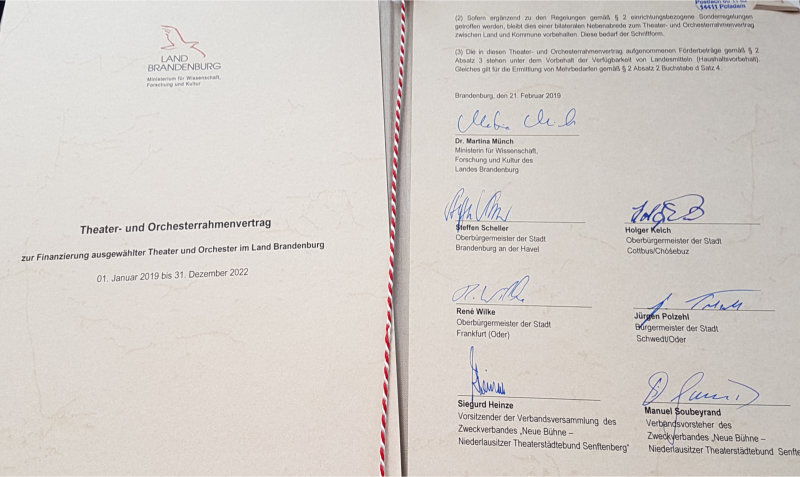 LAND
BRANDENBURG
Ministerium für Wissenschaft,
Forschung und Kultur
Theater- und Orchesterrahmenvertrag
zur Finanzierung ausgewählter Theater und Orchester im Land Brandenburg
01. Januar 2019 bis 31. Dezember 2022
14411 Potsdam
(2) Sofern ergänzend zu den Regelungen gemäß § 2 einrichtungsbezogene Sonderregelungen
getroffen werden, bleibt dies einer bilateralen Nebenabrede zum Theater- und Orchesterrahmenvertrag
zwischen Land und Kommune vorbehalten. Diese bedarf der Schriftform.
(3) Die in diesen Theater- und Orchesterrahmenvertrag aufgenommenen Förderbeträge gemäß § 2
Absatz 3 stehen unter dem Vorbehalt der Verfügbarkeit von Landesmitteln (Haushaltsvorbehalt).
Gleiches gilt für die Ermittlung von Mehrbedarfen gemäß § 2 Absatz 2 Buchstabe d Satz 4.
Brandenburg, den 21. Februar 2019
Dr. Martina Münch
Ministerin für Wissenschaft,
Forschung und Kultur des
Landes Brandenburg
Steffen Scheller
Oberbürgermeister der Stadt
Brandenburg an der Havel
Holger Kelch
Oberbürgermeister der Stadt
Cottbus/Chóśebuz
René Wilke
Oberbürgermeister der Stadt
Frankfurt (Oder)
Jürgen Polzehl
Bürgermeister der Stadt
Schwedt/Oder
Siegurd Heinze
Vorsitzender der Verbandsversammlung des
Zweckverbandes „Neue Bühne –
Niederlausitzer Theaterstädtebund Senftenberg"
Manuel Soubeyrand
Verbandsvorsteher des
Zweckverbandes „Neue Bühne –
Niederlausitzer Theaterstädtebund Senften